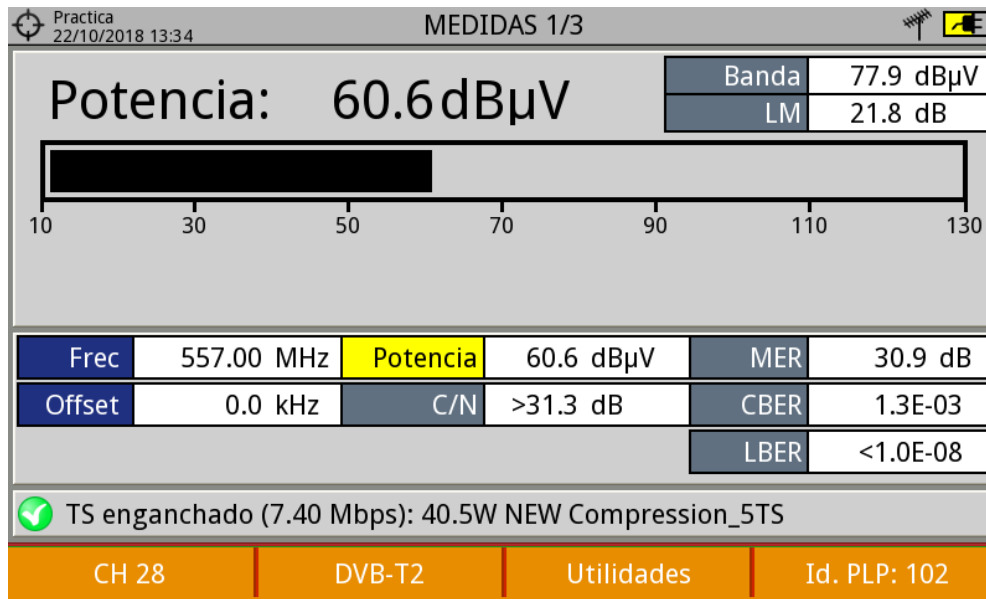 Practica
22/10/2018 13:34
MEDIDAS 1/3
Potencia: 60.6 dBµV
Banda 77.9 dBµV
LM 21.8 dB
10 30 50 70 90 110 130
Frec 557.00 MHz Potencia 60.6 dBµV MER 30.9 dB
Offset 0.0 kHz C/N >31.3 dB CBER 1.3E-03
LBER <1.0E-08
TS enganchado (7.40 Mbps): 40.5W NEW Compression_5TS
CH 28 DVB-T2 Utilidades Id. PLP: 102